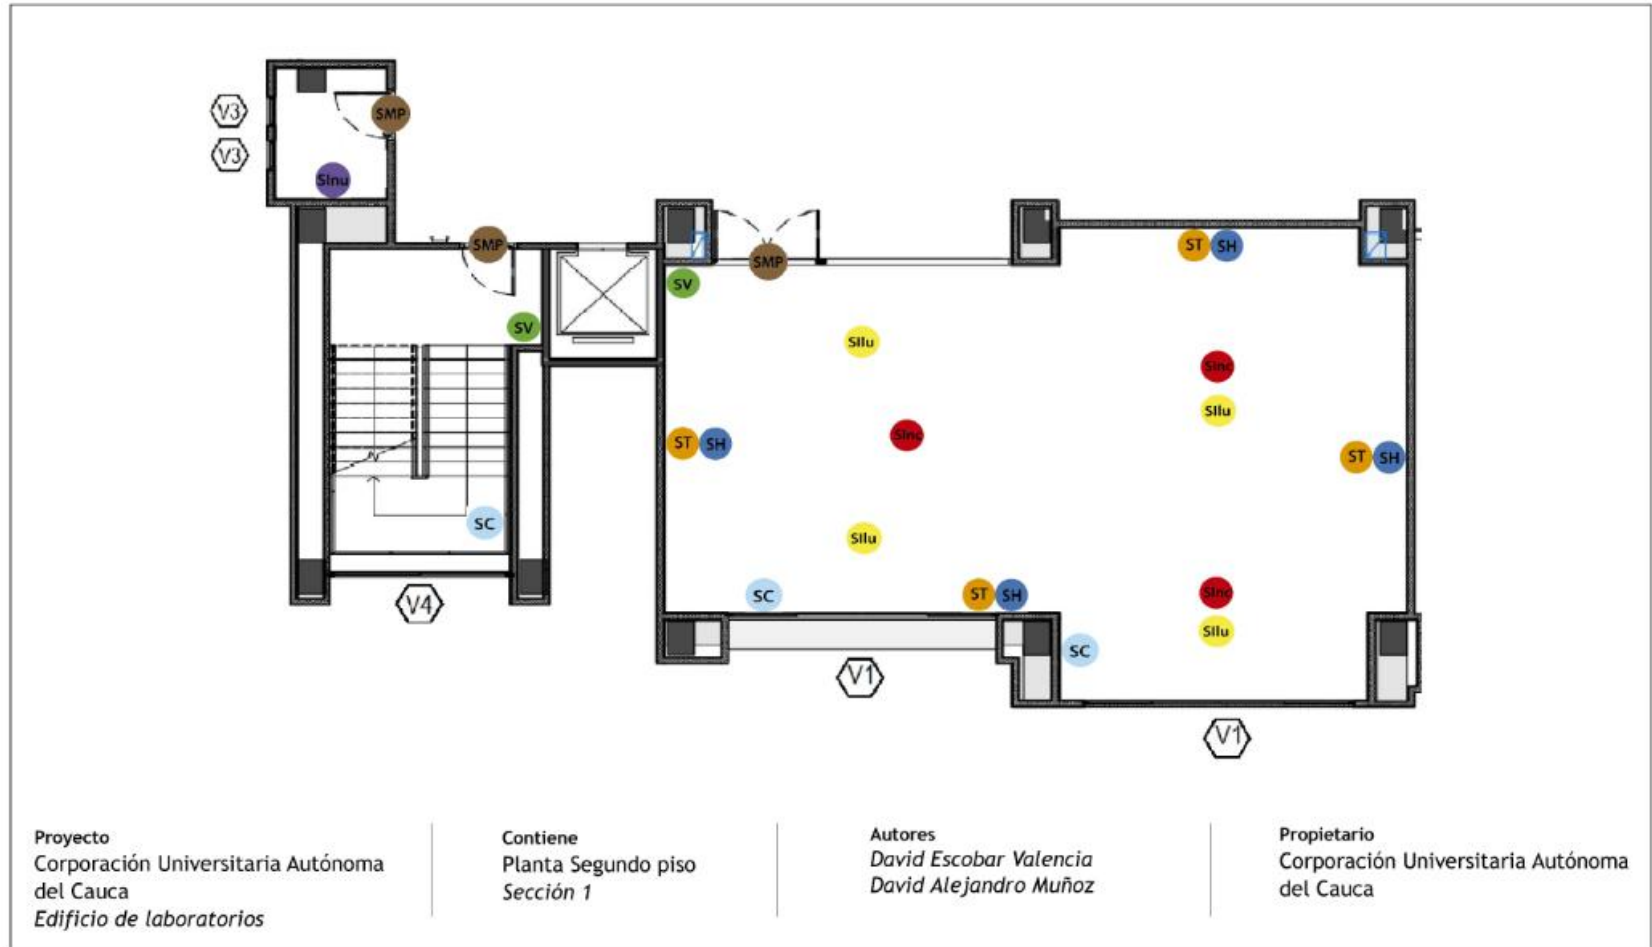 V3
SMP
V3
SInu
SMP
SMP
ST SH
SV
SV
SIlu
SInc
SIlu
ST SH
SInc
ST SH
SC
SIlu
SC
ST SH
SInc
V4
SIlu
SC
V1
V1
Proyecto
Corporación Universitaria Autónoma
del Cauca
Edificio de laboratorios
Contiene
Planta Segundo piso
Sección 1
Autores
David Escobar Valencia
David Alejandro Muñoz
Propietario
Corporación Universitaria Autónoma
del Cauca